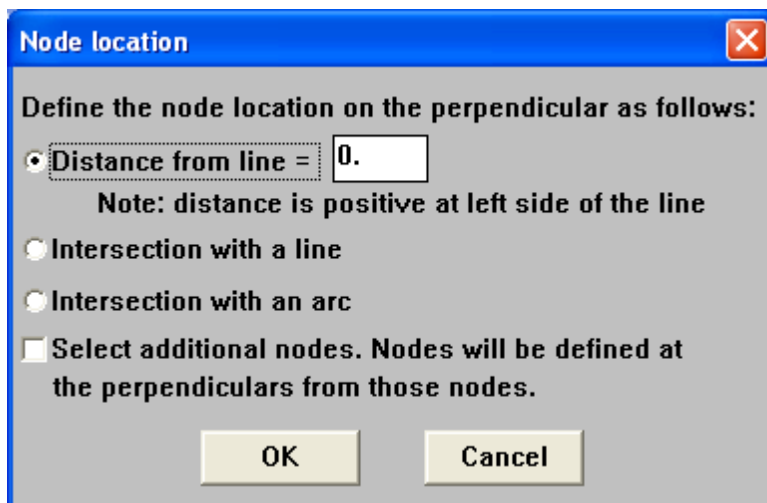 Node location
Define the node location on the perpendicular as follows:
Distance from line = 0.
Note: distance is positive at left side of the line
Intersection with a line
Intersection with an arc
Select additional nodes. Nodes will be defined at
the perpendiculars from those nodes.
OK Cancel